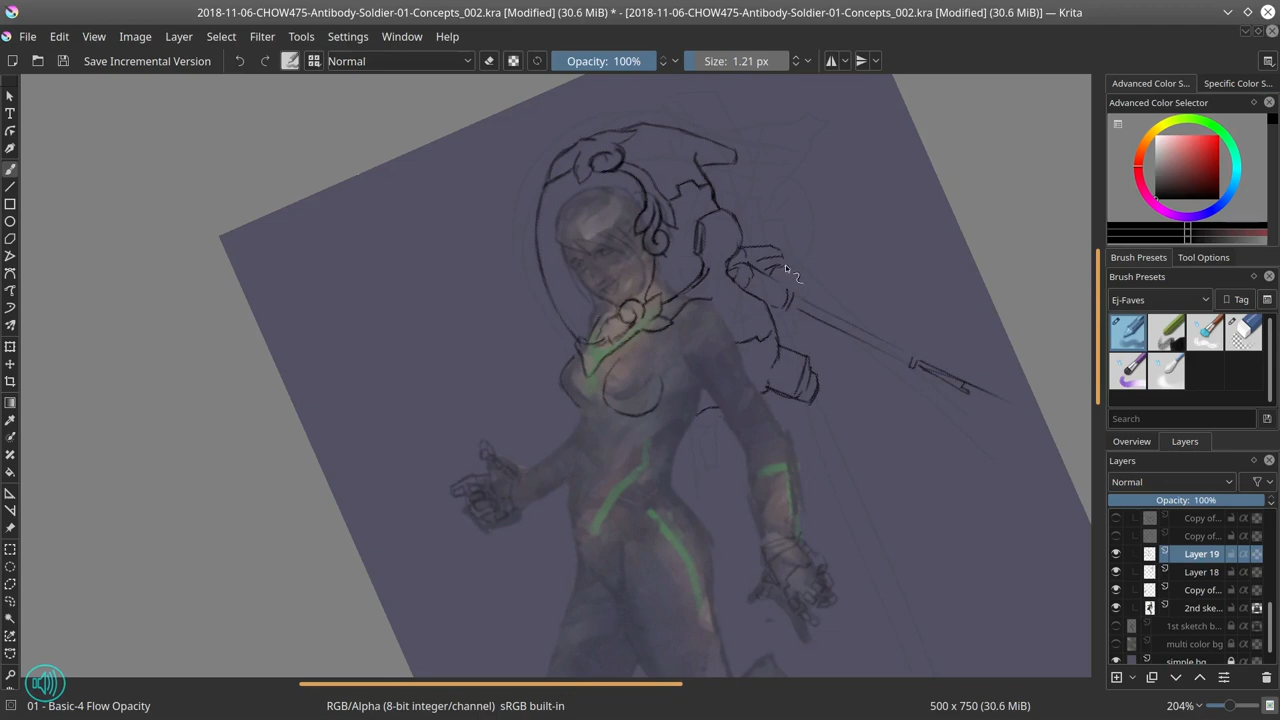 2018-11-06-CHOW475-Antibody-Soldier-01-Concepts_002.kra [Modified] (30.6 MiB) * - [2018-11-06-CHOW475-Antibody-Soldier-01-Concepts_002.kra [Modified] (30.6 MiB)] — Krita
File Edit View Image Layer Select Filter Tools Settings Window Help
Save Incremental Version Normal Opacity: 100% Size: 1.21 px
Advanced Color S... Specific Color S...
Advanced Color Selector
Brush Presets Tool Options
Brush Presets
Ej-Faves Tag
Search
Overview Layers
Layers
Normal
Opacity: 100%
Copy of...
Copy of...
Layer 19
Layer 18
Copy of...
2nd ske...
1st sketch b...
multi color bg
simple bg
01 - Basic-4 Flow Opacity RGB/Alpha (8-bit integer/channel) sRGB built-in 500 x 750 (30.6 MiB) 204%